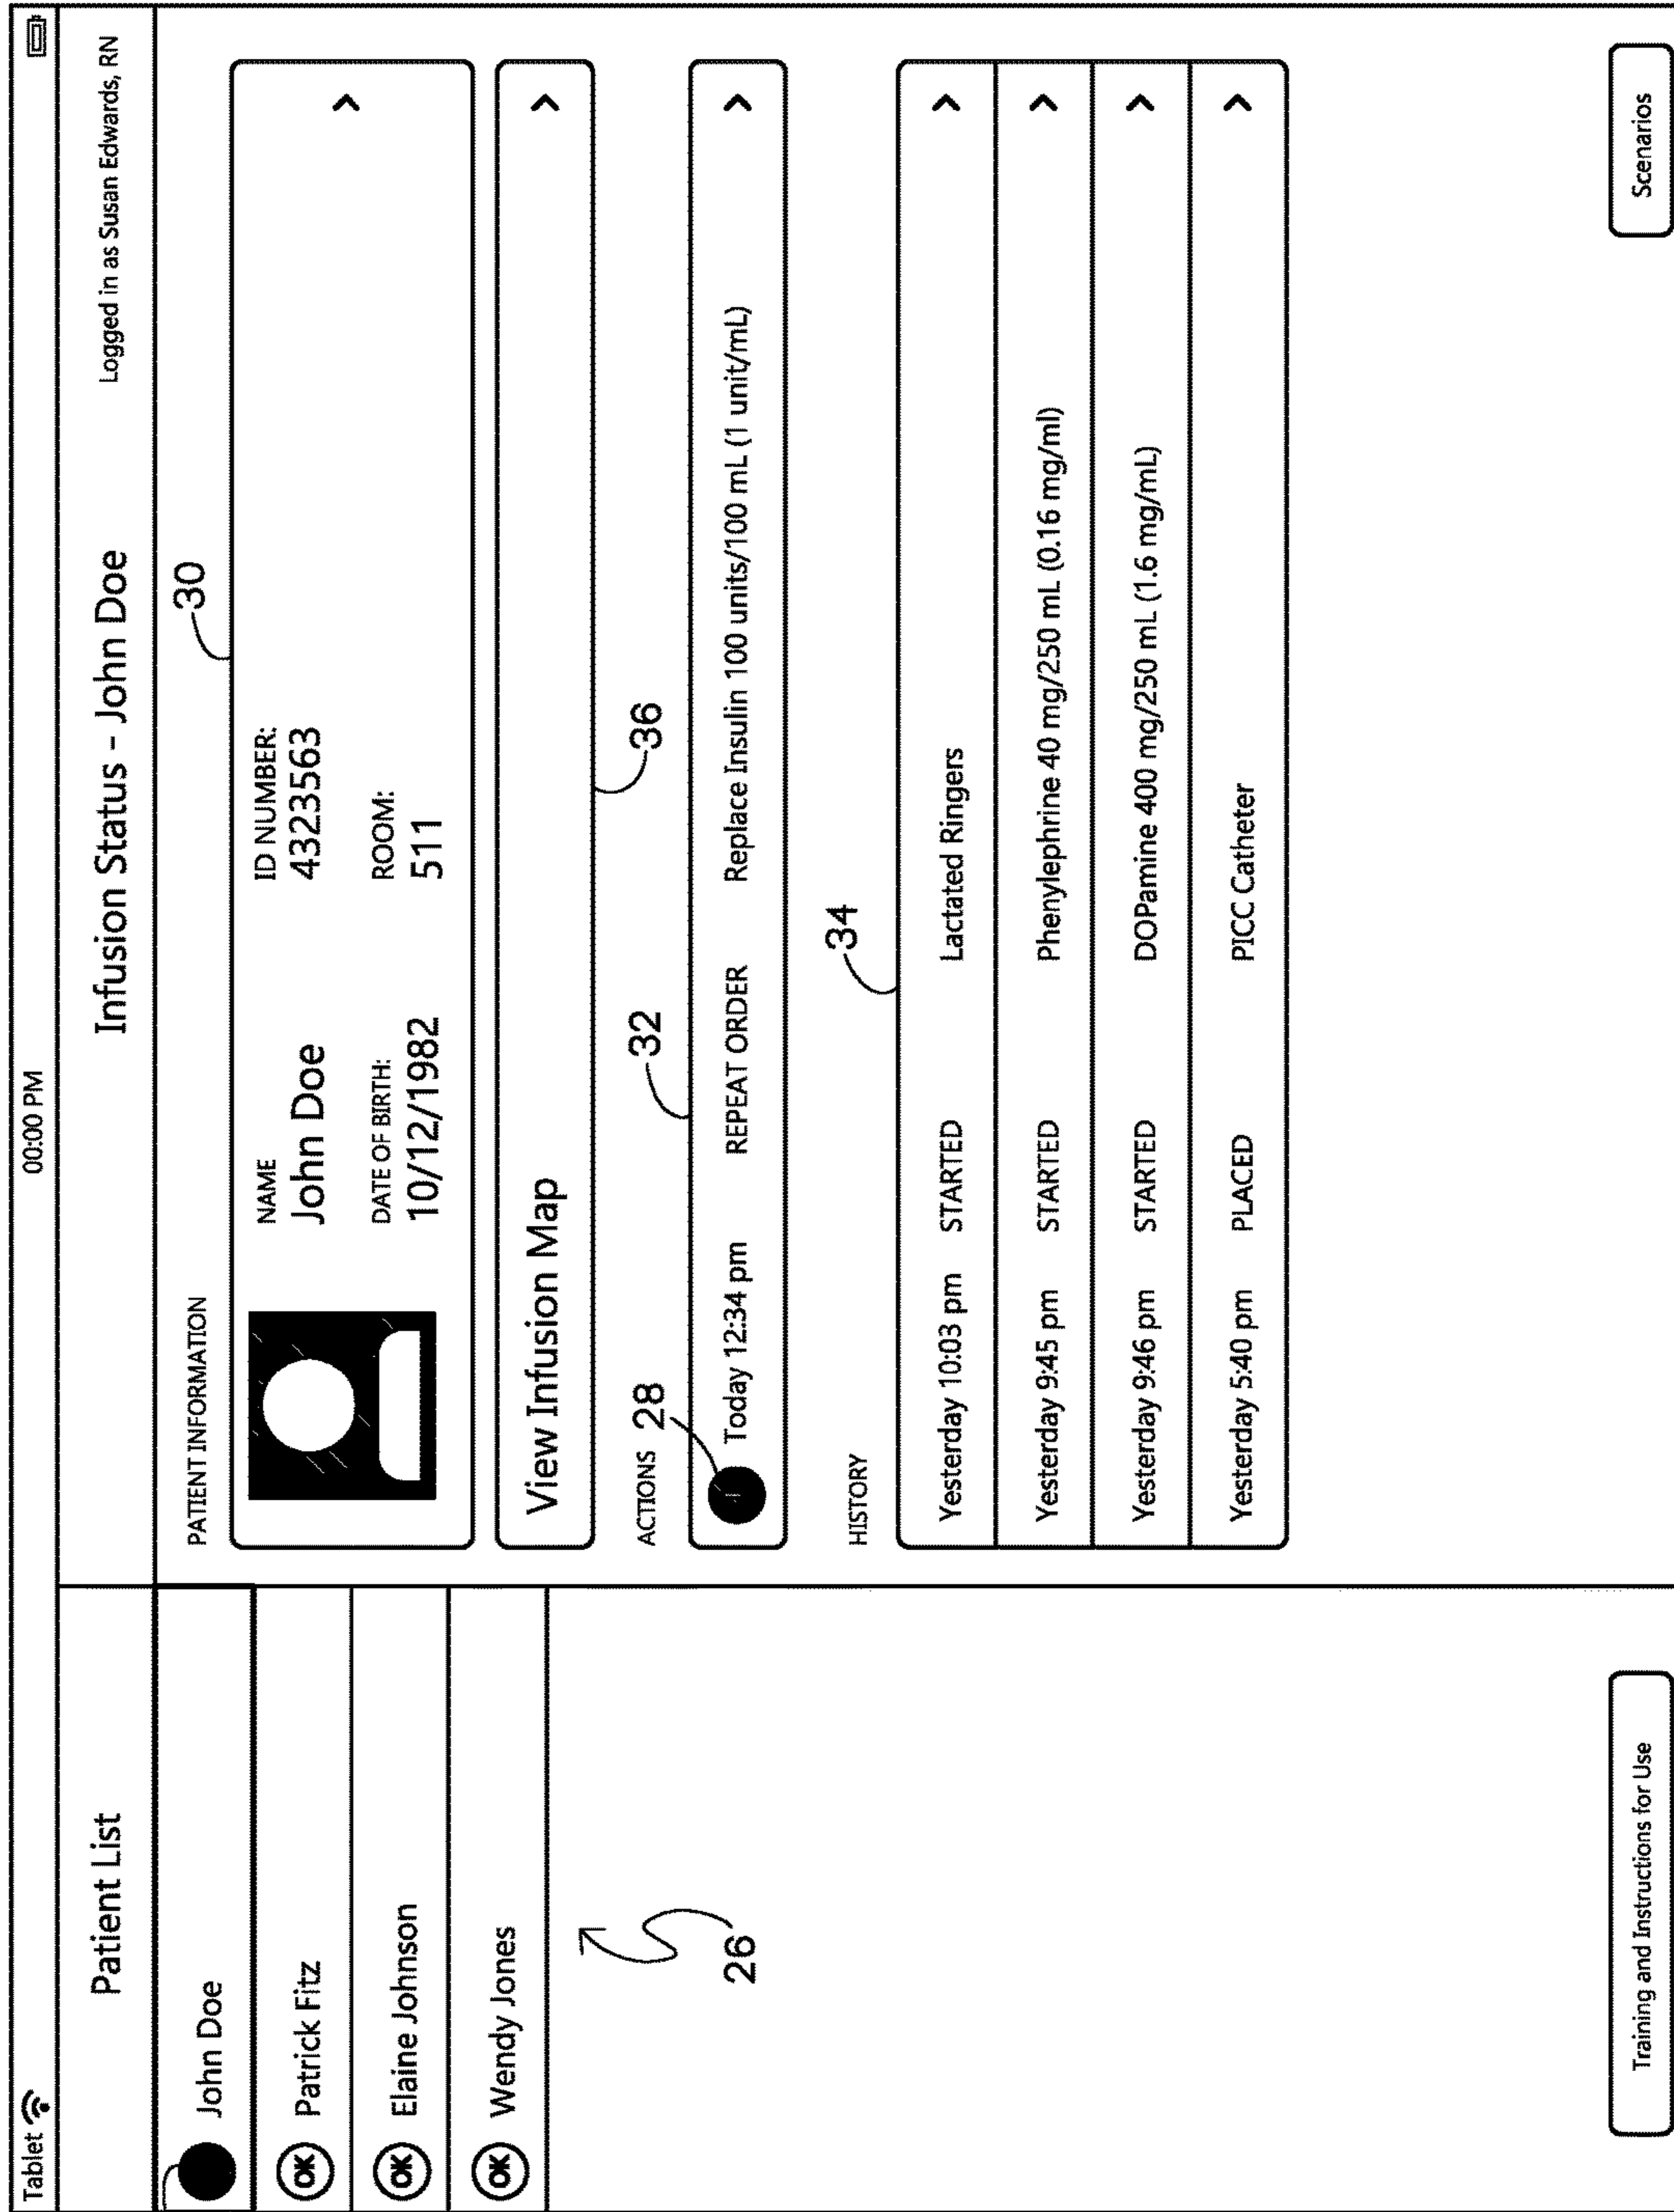 Tablet 00:00 PM
Patient List
Infusion Status – John Doe
Logged in as Susan Edwards, RN
John Doe
OK Patrick Fitz
OK Elaine Johnson
OK Wendy Jones
26
Training and Instructions for Use
PATIENT INFORMATION
30
NAME
John Doe
ID NUMBER:
4323563
DATE OF BIRTH:
10/12/1982
ROOM:
511
View Infusion Map
36
ACTIONS 28
32
Today 12:34 pm REPEAT ORDER Replace Insulin 100 units/100 mL (1 unit/mL)
HISTORY
34
Yesterday 10:03 pm STARTED Lactated Ringers
Yesterday 9:45 pm STARTED Phenylephrine 40 mg/250 mL (0.16 mg/ml)
Yesterday 9:46 pm STARTED DOPamine 400 mg/250 mL (1.6 mg/mL)
Yesterday 5:40 pm PLACED PICC Catheter
Scenarios